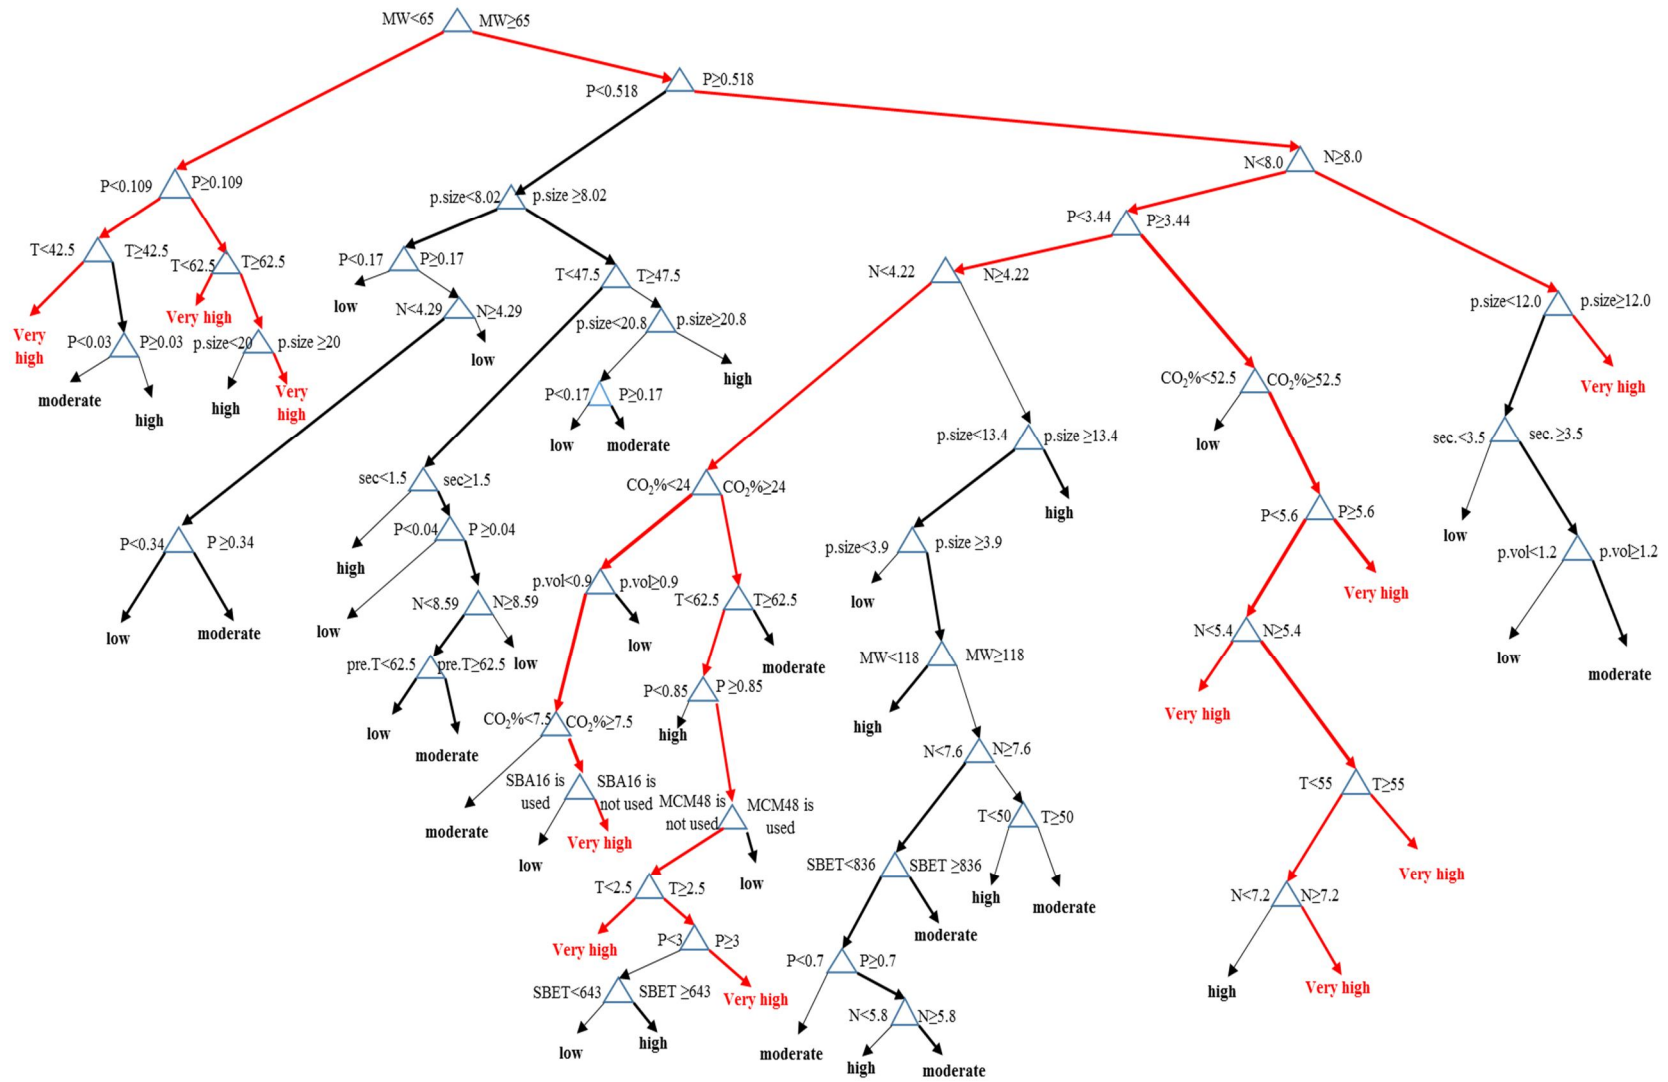 MW<65 MW≥65
P<0.518 P≥0.518
N<8.0 N≥8.0
P<0.109 P≥0.109
p.size<8.02 p.size ≥8.02
P<3.44 P≥3.44
T<42.5 T≥42.5
T<62.5 T≥62.5
P<0.17 P≥0.17
T<47.5 T≥47.5
N<4.22 N≥4.22
p.size<12.0 p.size≥12.0
Very
high
Very high
low
N<4.29 N≥4.29
p.size<20.8 p.size≥20.8
P<0.03 P≥0.03
p.size<20 p.size ≥20
low
high
CO₂%<52.5 CO₂%≥52.5
Very high
moderate
high
high
Very
high
P<0.17 P≥0.17
low
moderate
p.size<13.4 p.size ≥13.4
low
sec.<3.5 sec. ≥3.5
sec<1.5 sec≥1.5
CO₂%<24 CO₂%≥24
high
P<5.6 P≥5.6
low
P<0.34 P ≥0.34
P<0.04 P ≥0.04
high
p.size<3.9 p.size ≥3.9
p.vol<1.2 p.vol≥1.2
p.vol<0.9 p.vol≥0.9
T<62.5 T≥62.5
low
Very high
N<8.59 N≥8.59
low
moderate
low
low
N<5.4 N≥5.4
low
pre.T<62.5 pre.T≥62.5
low
moderate
MW<118 MW≥118
low
moderate
P<0.85 P ≥0.85
Very high
low
moderate
CO₂%<7.5 CO₂%≥7.5
high
high
N<7.6 N≥7.6
T<55 T≥55
SBA16 is
used
SBA16 is
not used
MCM48 is
not used
MCM48 is
used
T<50 T≥50
moderate
low
Very high
SBET<836 SBET ≥836
Very high
T<2.5 T≥2.5
low
high
moderate
N<7.2 N≥7.2
Very high
P<3 P≥3
moderate
P<0.7 P≥0.7
SBET<643 SBET ≥643
Very high
high
Very high
N<5.8 N≥5.8
low
high
moderate
high
moderate